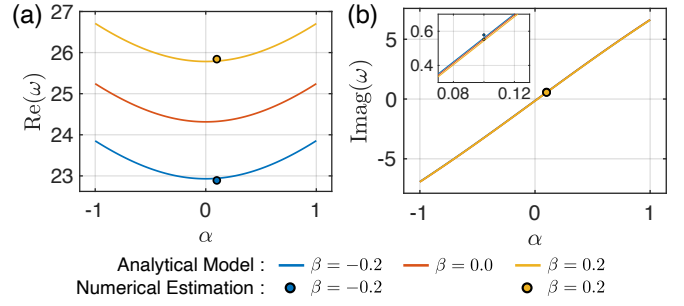 (a)
(b)
27
26
25
24
23
Re(ω)
-1
0
1
α
5
0
-5
Imag(ω)
0.6
0.4
0.08
0.12
-1
0
1
α
Analytical Model : β = −0.2 β = 0.0 β = 0.2
Numerical Estimation : β = −0.2 β = 0.2